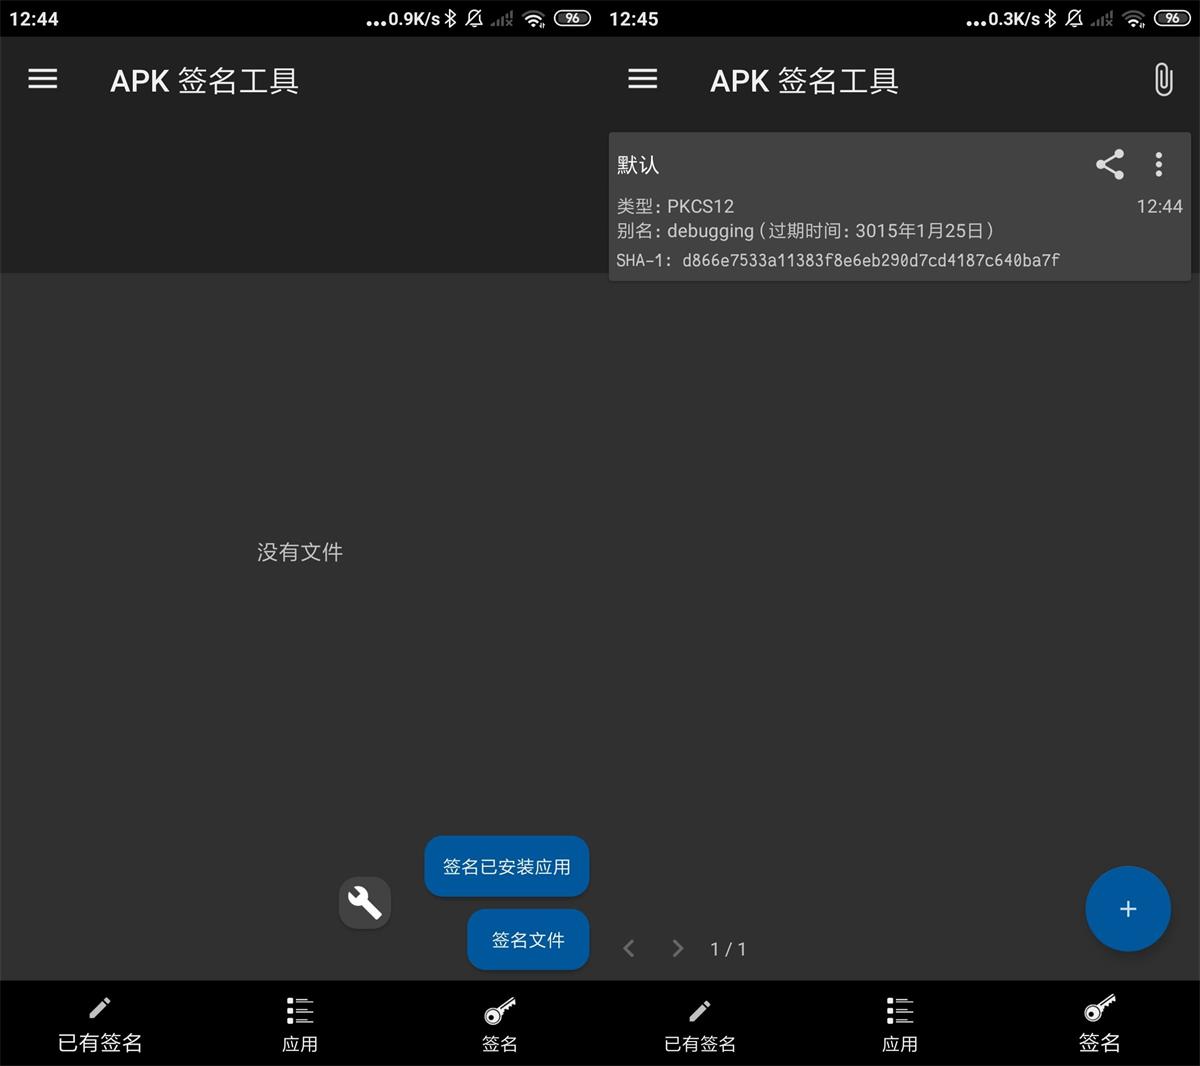 12:44
...0.9K/s
96
APK 签名工具
没有文件
签名已安装应用
签名文件
已有签名
应用
签名
12:45
...0.3K/s
96
APK 签名工具
默认
类型: PKCS12
12:44
别名: debugging (过期时间: 3015年1月25日)
SHA-1: d866e7533a11383f8e6eb290d7cd4187c640ba7f
1 / 1
已有签名
应用
签名